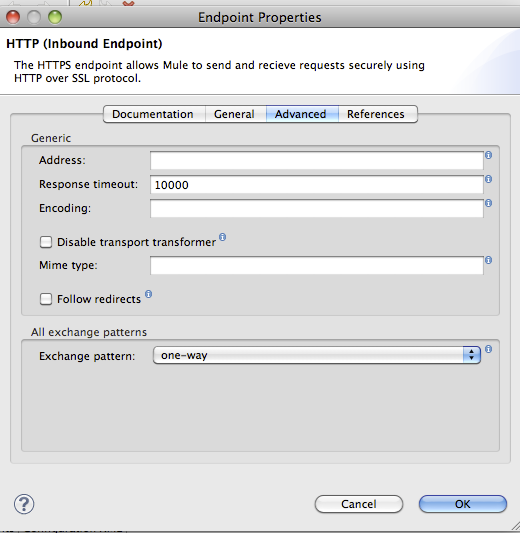 Endpoint Properties
HTTP (Inbound Endpoint)
The HTTPS endpoint allows Mule to send and recieve requests securely using
HTTP over SSL protocol.
Documentation General Advanced References
Generic
Address:
Response timeout: 10000
Encoding:
Disable transport transformer
Mime type:
Follow redirects
All exchange patterns
Exchange pattern: one-way
? Cancel OK